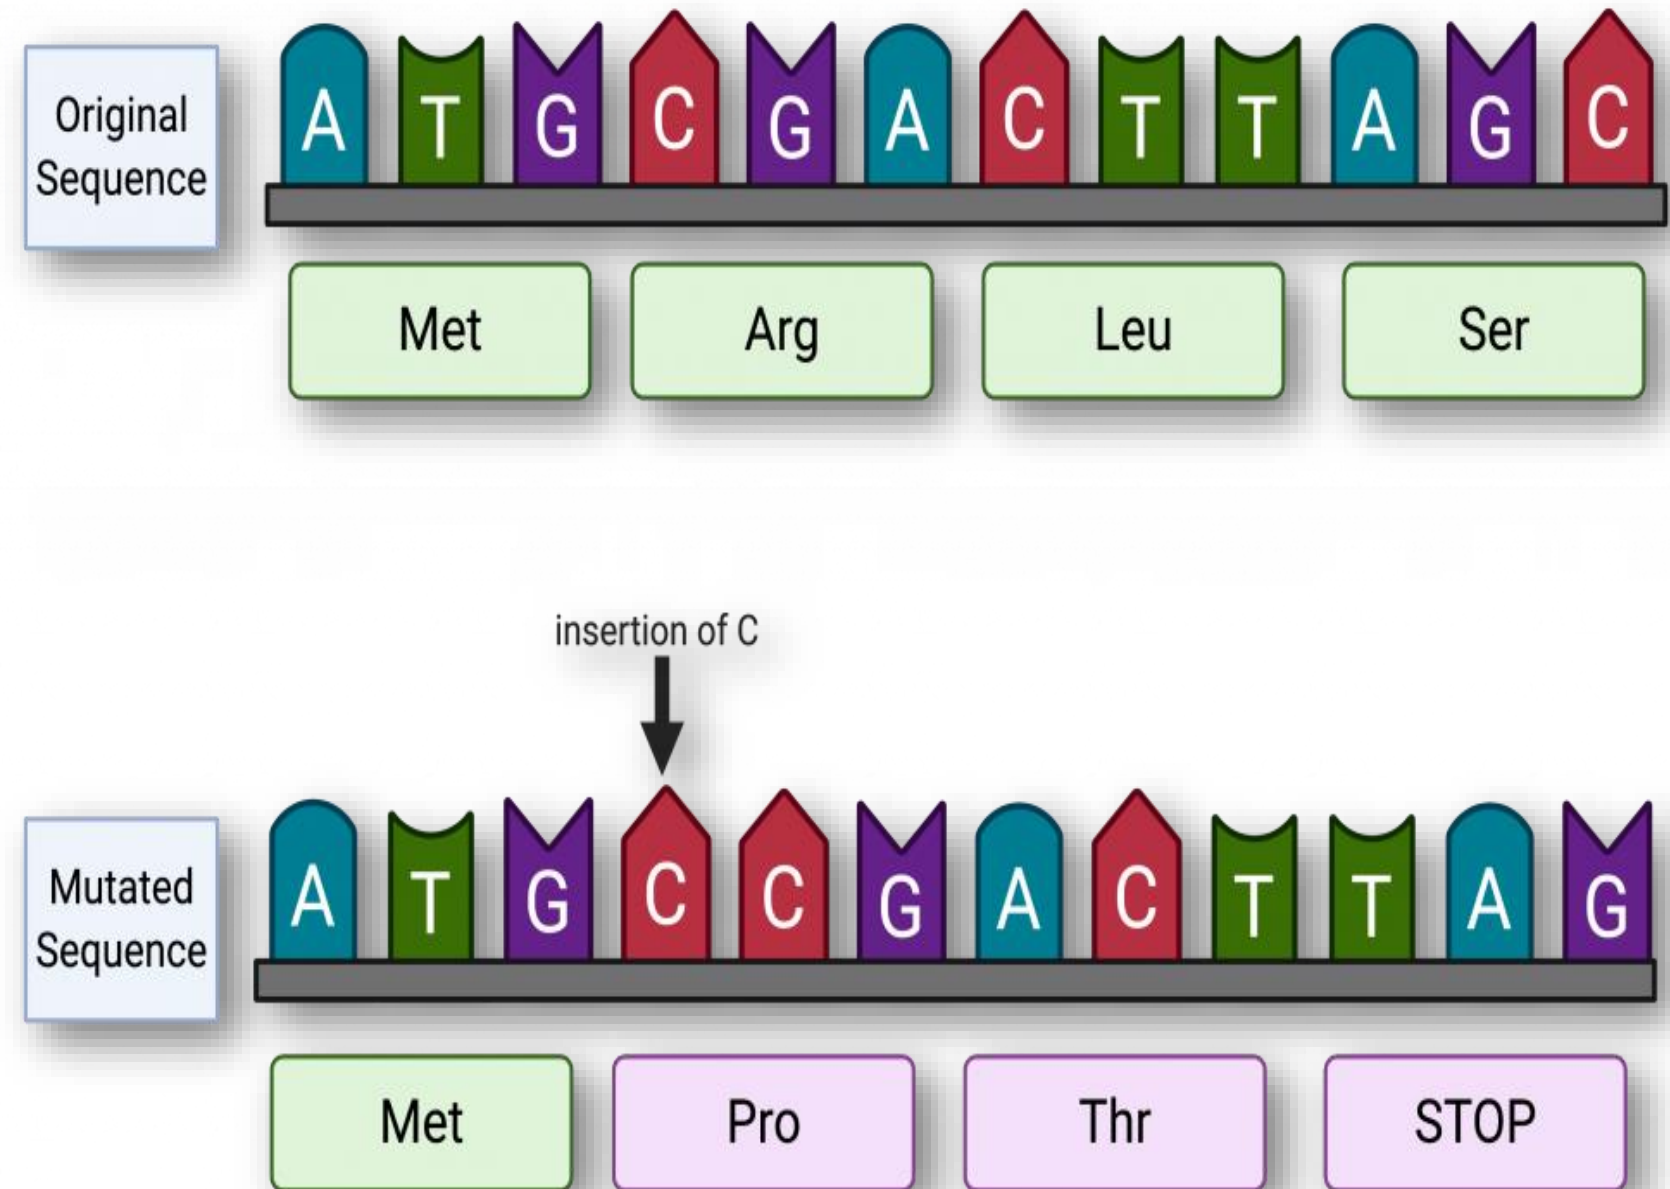 Original
Sequence
A T G C G A C T T A G C
Met Arg Leu Ser
insertion of C
Mutated
Sequence
A T G C C G A C T T A G
Met Pro Thr STOP